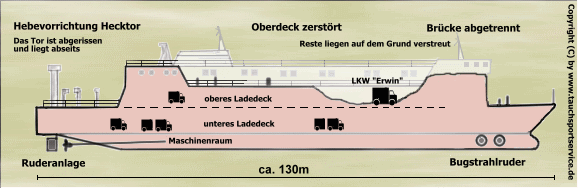 Hebevorrichtung Hecktor
Das Tor ist abgerissen
und liegt abseits
Oberdeck zerstört
Reste liegen auf dem Grund verstreut
Brücke abgetrennt
LKW "Erwin"
oberes Ladedeck
unteres Ladedeck
Maschinenraum
Ruderanlage
Bugstrahlruder
ca. 130m
Copyright (C) by www.tauchsportservice.de